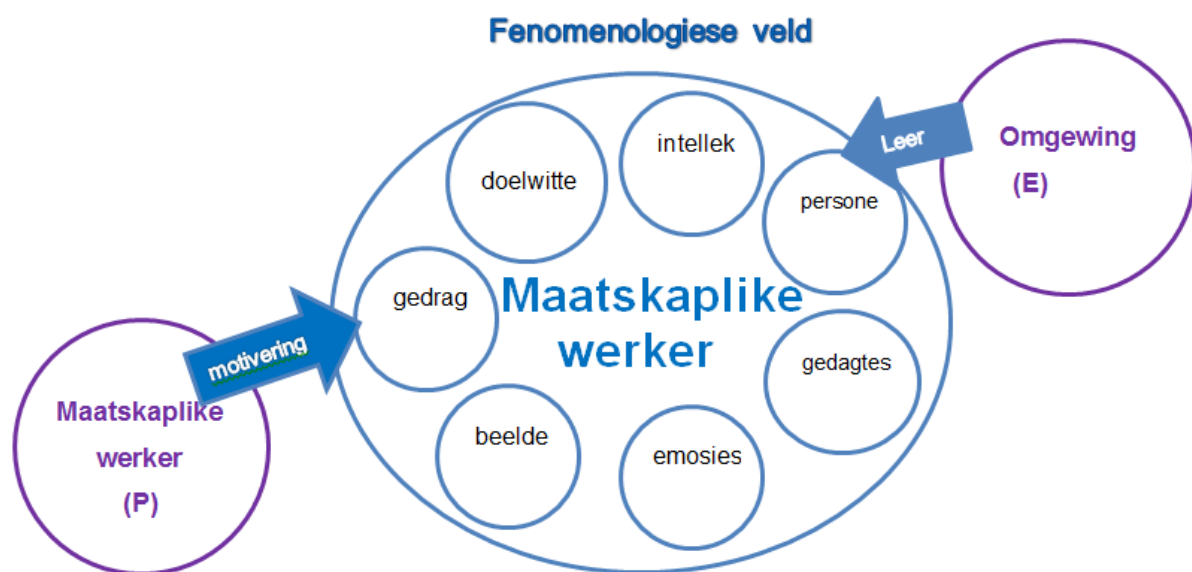 Fenomenologiese veld
intellek
doelwitte
persone
Leer
Omgewing
(E)
gedrag
Maatskaplike
werker
motivering
gedagtes
Maatskaplike
werker
(P)
beelde
emosies